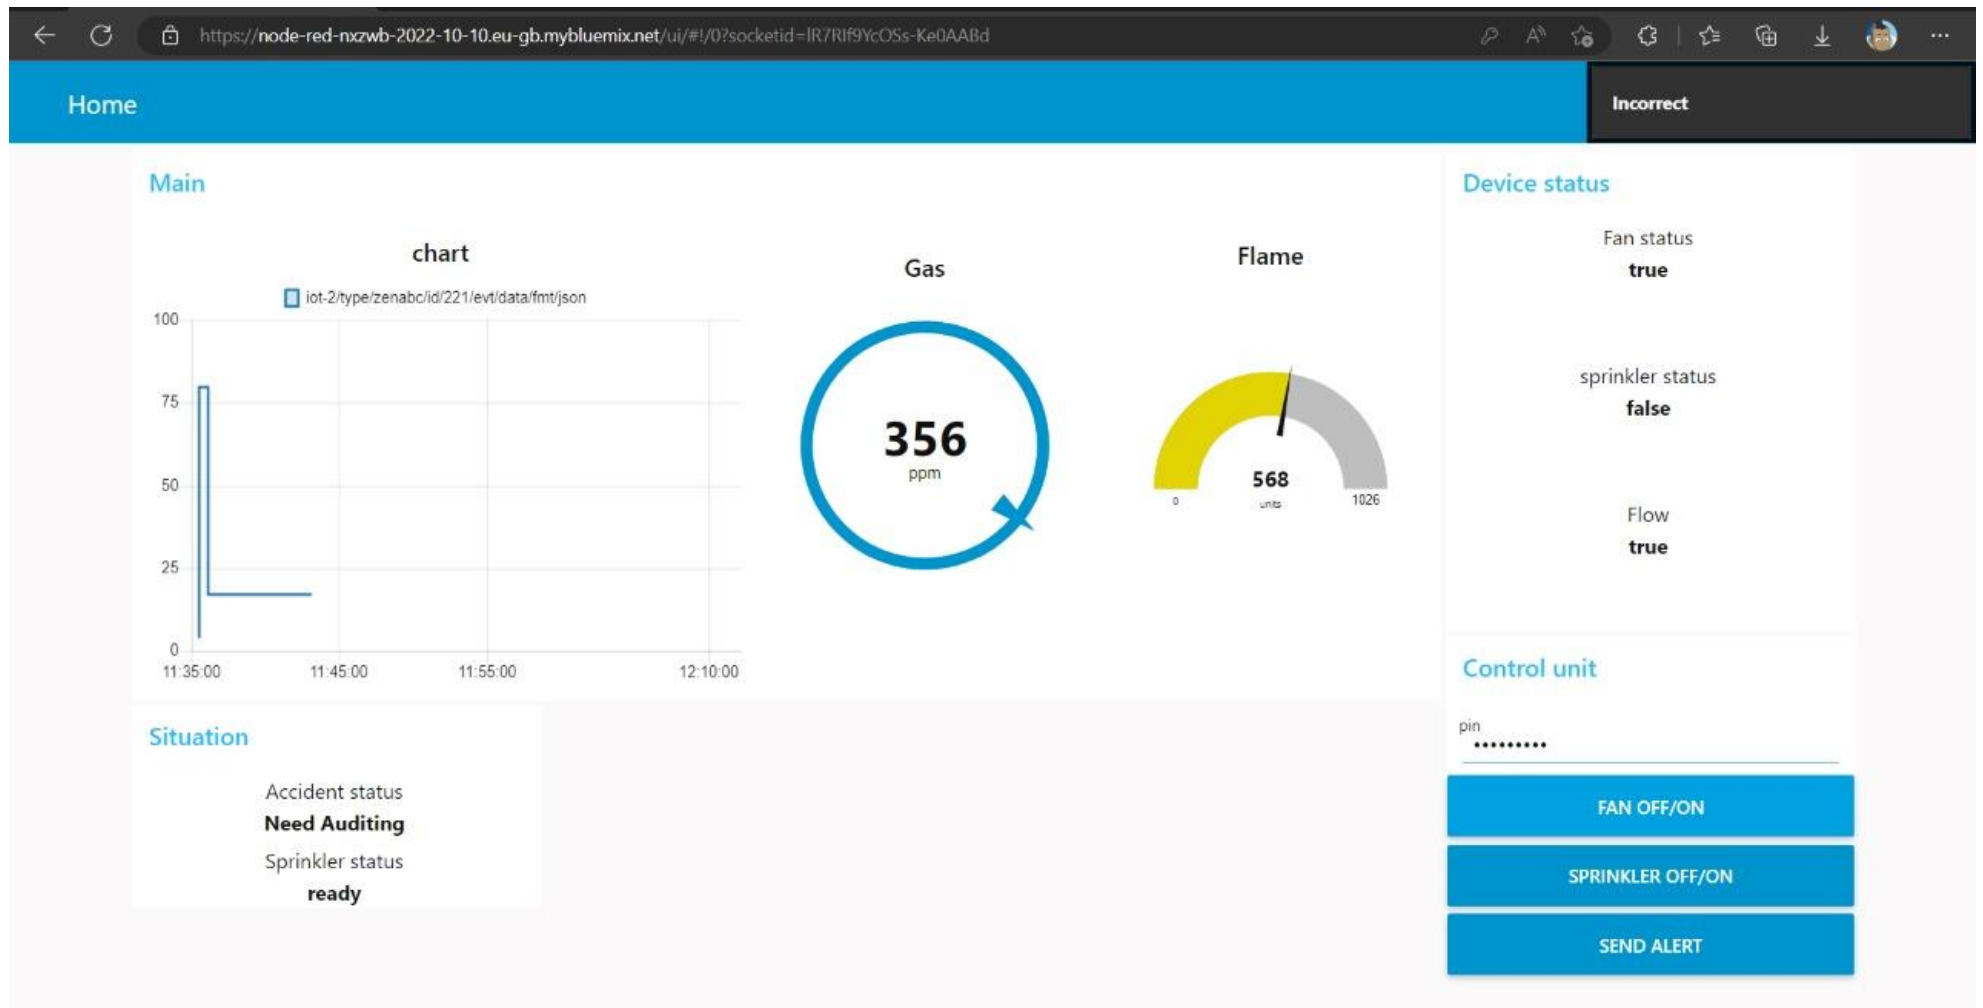 https://node-red-nxzwb-2022-10-10.eu-gb.mybluemix.net/ui/#!/0?socketid=IR7RIf9YcOSs-Ke0AABd
Home
Incorrect
Main
chart
iot-2/type/zenabc/id/221/evt/data/fmt/json
100
75
50
25
0
11:35:00 11:45:00 11:55:00 12:10:00
Gas
356
ppm
Flame
568
0 units 1026
Device status
Fan status
true
sprinkler status
false
Flow
true
Control unit
pin
•••••••••
FAN OFF/ON
SPRINKLER OFF/ON
SEND ALERT
Situation
Accident status
Need Auditing
Sprinkler status
ready